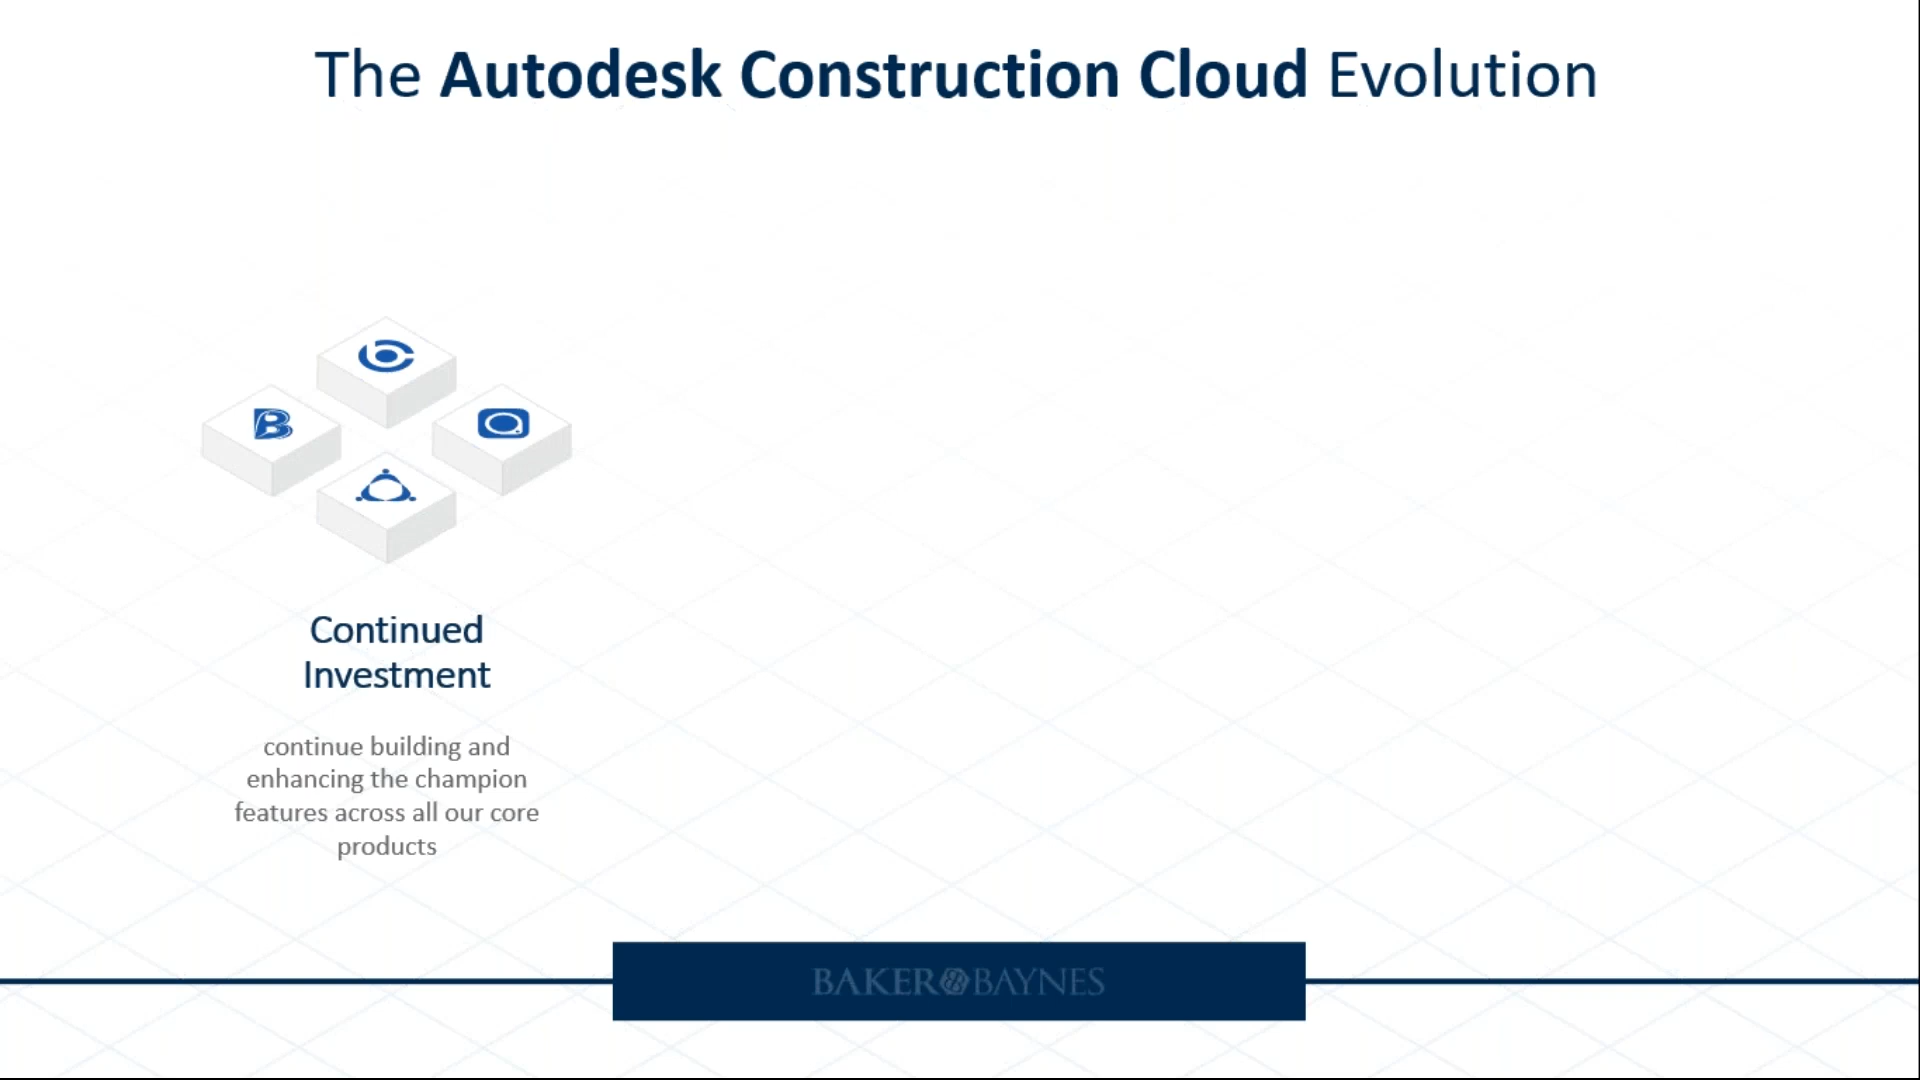 The Autodesk Construction Cloud Evolution
Continued
Investment
continue building and
enhancing the champion
features across all our core
products
BAKER BAYNES